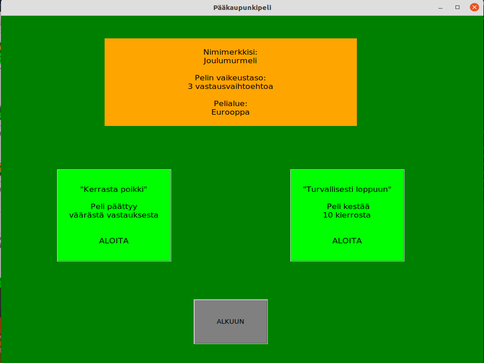 Pääkaupunkipeli
Nimimerkkisi:
Joulumurmeli
Pelin vaikeustaso:
3 vastausvaihtoehtoa
Pelialue:
Eurooppa
"Kerrasta poikki"
Peli päättyy
väärästä vastauksesta
ALOITA
"Turvallisesti loppuun"
Peli kestää
10 kierrosta
ALOITA
ALKUUN